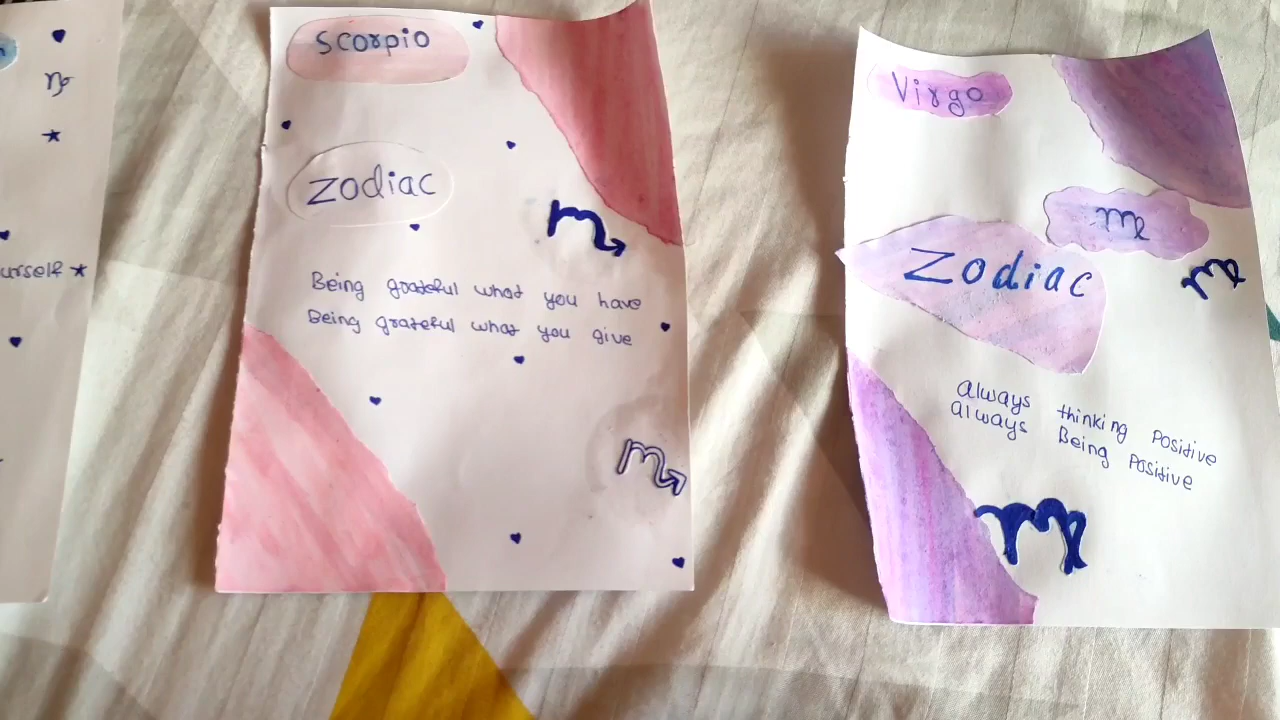 urself
Scorpio
Zodiac
Being grateful what you have
Being grateful what you give
Virgo
Zodiac
always thinking Positive
always Being Positive